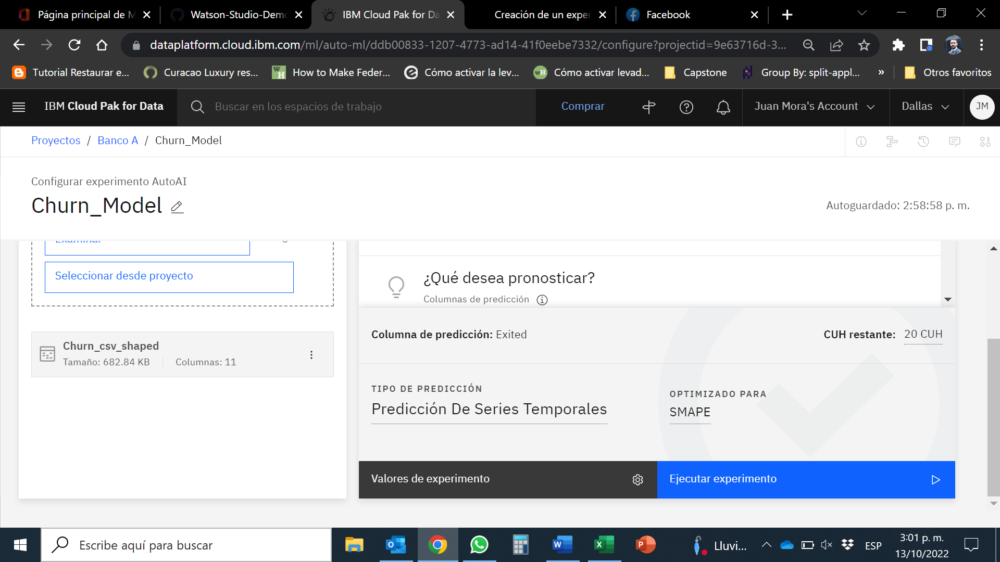 Página principal de M
Watson-Studio-Demo
IBM Cloud Pak for Da
Creación de un exper
Facebook
dataplatform.cloud.ibm.com/ml/auto-ml/ddb00833-1207-4773-ad14-41f0eebe7332/configure?projectid=9e63716d-3...
Tutorial Restaurar e...
Curacao Luxury res...
How to Make Feder...
Cómo activar la lev...
Cómo activar levad...
Capstone
Group By: split-appl...
»
Otros favoritos
IBM Cloud Pak for Data
Buscar en los espacios de trabajo
Comprar
Juan Mora's Account
Dallas
JM
Proyectos / Banco A / Churn_Model
Configurar experimento AutoAI
Churn_Model
Autoguardado: 2:58:58 p. m.
Examinar
Seleccionar desde proyecto
¿Qué desea pronosticar?
Columnas de predicción
Churn_csv_shaped
Tamaño: 682.84 KB
Columnas: 11
Columna de predicción: Exited
CUH restante: 20 CUH
TIPO DE PREDICCIÓN
Predicción De Series Temporales
OPTIMIZADO PARA
SMAPE
Valores de experimento
Ejecutar experimento
Escribe aquí para buscar
Lluvi...
ESP
3:01 p. m.
13/10/2022